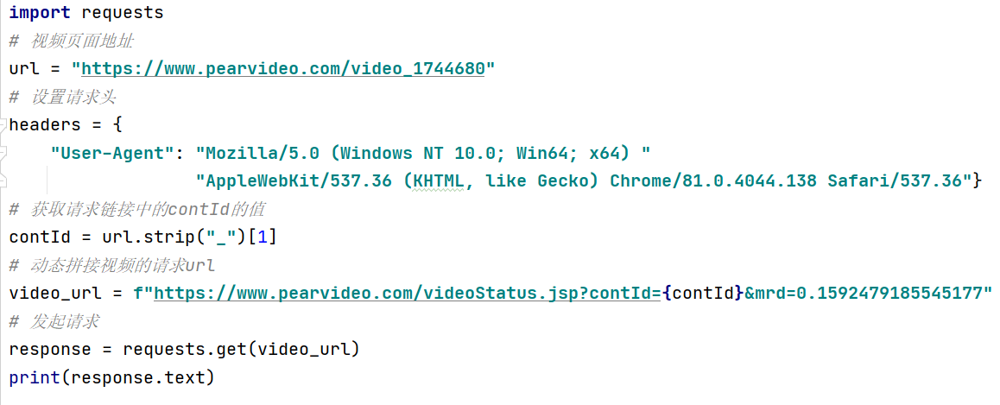 import requests
# 视频页面地址
url = "https://www.pearvideo.com/video_1744680"
# 设置请求头
headers = {
    "User-Agent": "Mozilla/5.0 (Windows NT 10.0; Win64; x64) "
                  "AppleWebKit/537.36 (KHTML, like Gecko) Chrome/81.0.4044.138 Safari/537.36"}
# 获取请求链接中的contId的值
contId = url.strip("_")[1]
# 动态拼接视频的请求url
video_url = f"https://www.pearvideo.com/videoStatus.jsp?contId={contId}&mrd=0.1592479185545177"
# 发起请求
response = requests.get(video_url)
print(response.text)